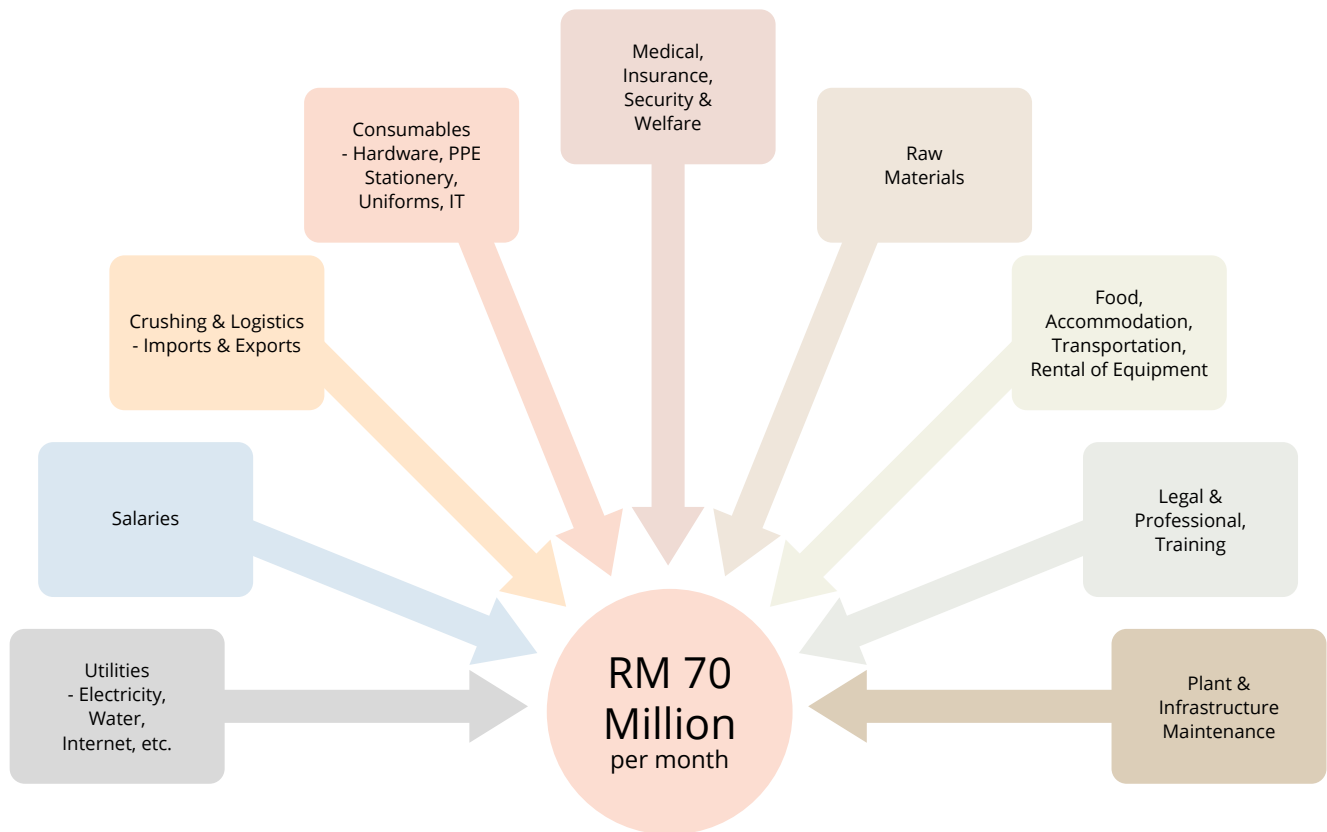 Medical,
Insurance,
Security &
Welfare
Consumables
- Hardware, PPE
Stationery,
Uniforms, IT
Raw
Materials
Crushing & Logistics
- Imports & Exports
Food,
Accommodation,
Transportation,
Rental of Equipment
Salaries
Legal &
Professional,
Training
Utilities
- Electricity,
Water,
Internet, etc.
RM 70
Million
per month
Plant &
Infrastructure
Maintenance